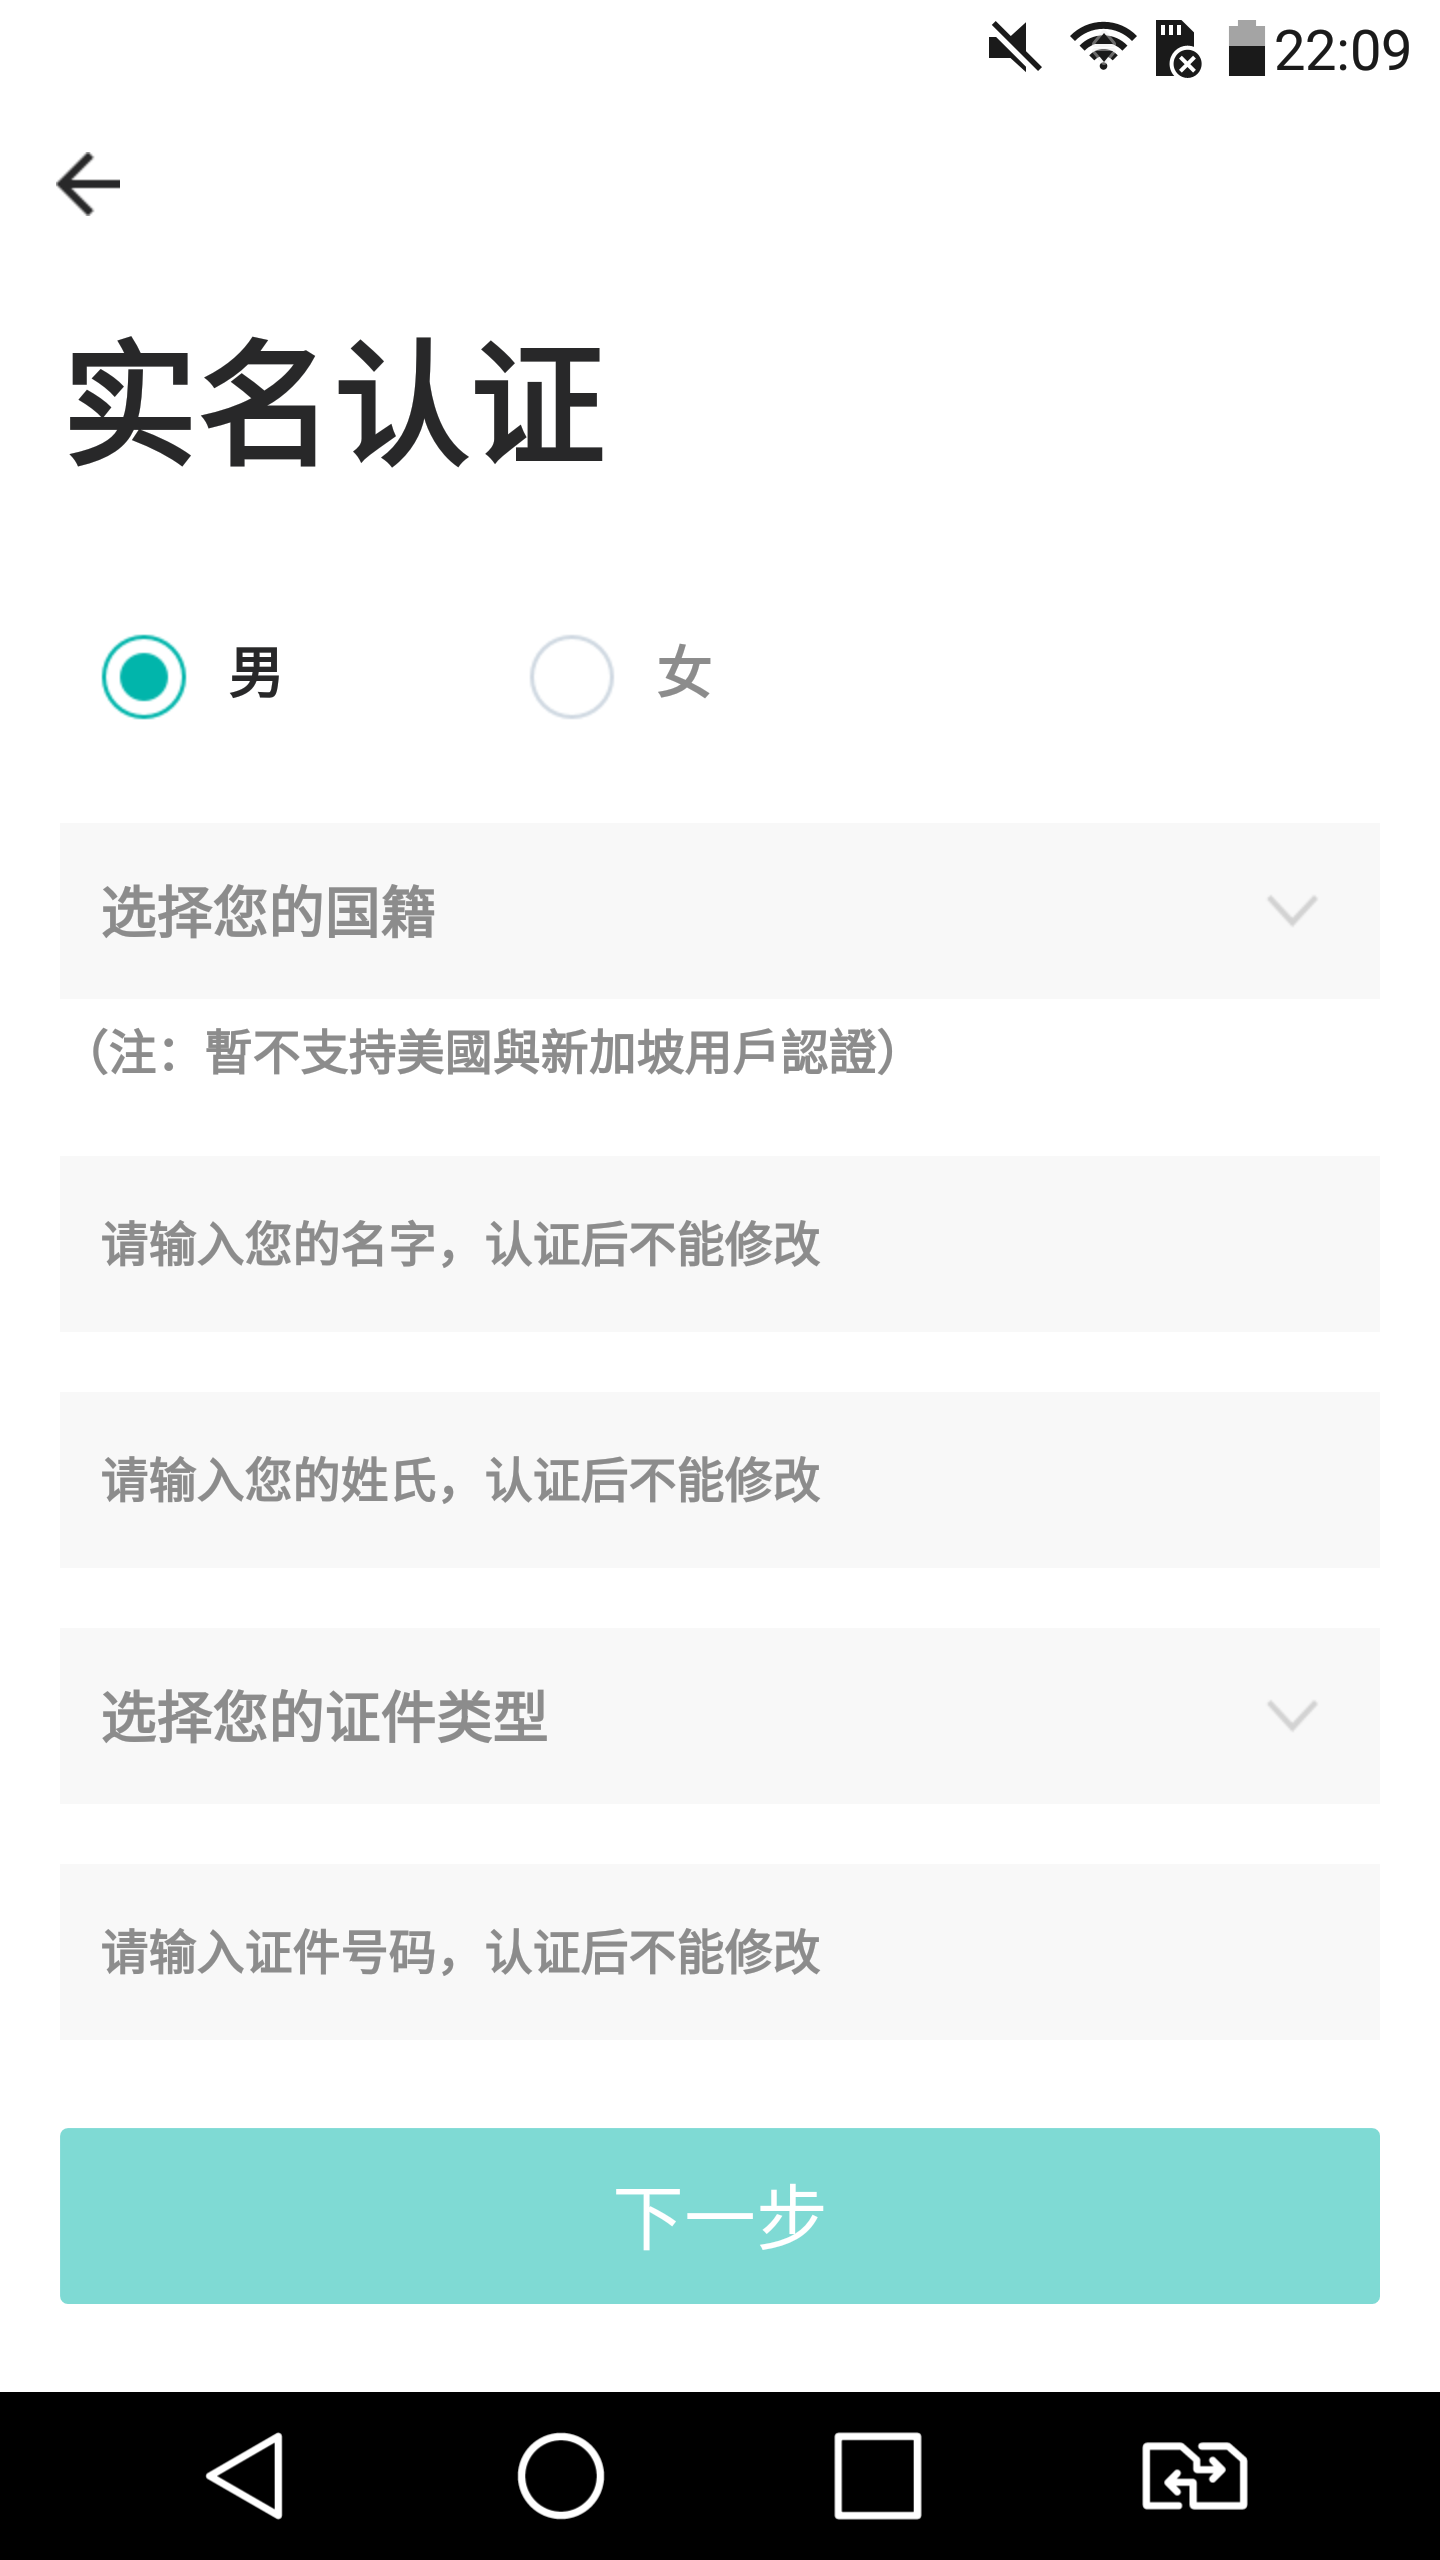 22:09
实名认证
男 女
选择您的国籍
（注：暫不支持美國與新加坡用戶認證）
请输入您的名字，认证后不能修改
请输入您的姓氏，认证后不能修改
选择您的证件类型
请输入证件号码，认证后不能修改
下一步